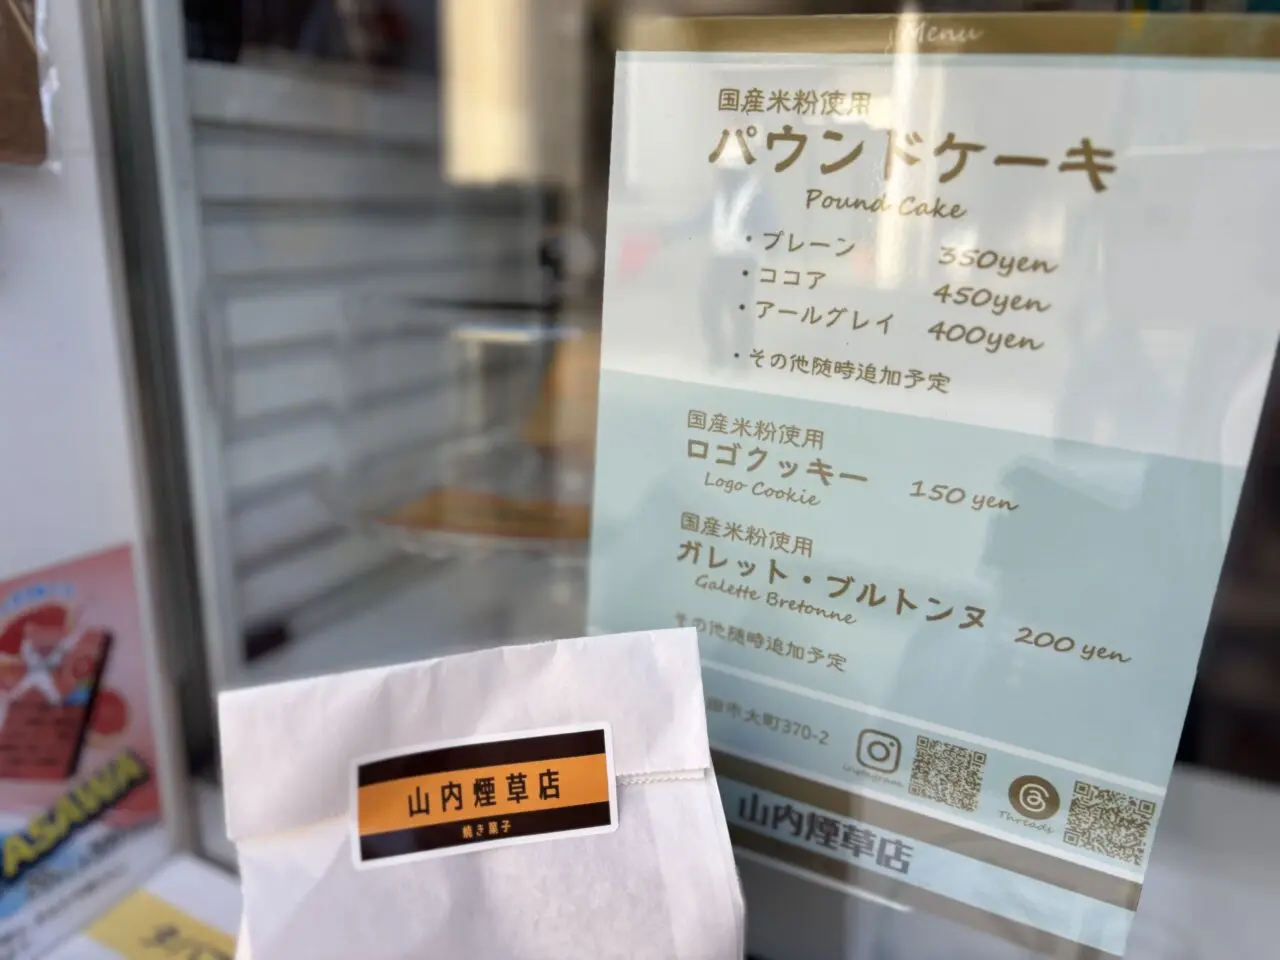 Menu
国産米粉使用
パウンドケーキ
Pound Cake
・プレーン 350yen
・ココア 450yen
・アールグレイ 400yen
・その他随時追加予定
国産米粉使用
ロゴクッキー 150 yen
Logo Cookie
国産米粉使用
ガレット・ブルトンヌ 200 yen
Galette Bretonne
その他随時追加予定
市大町370-2
Instagram
Threads
山内煙草店
山内煙草店
焼き菓子
ASAWA